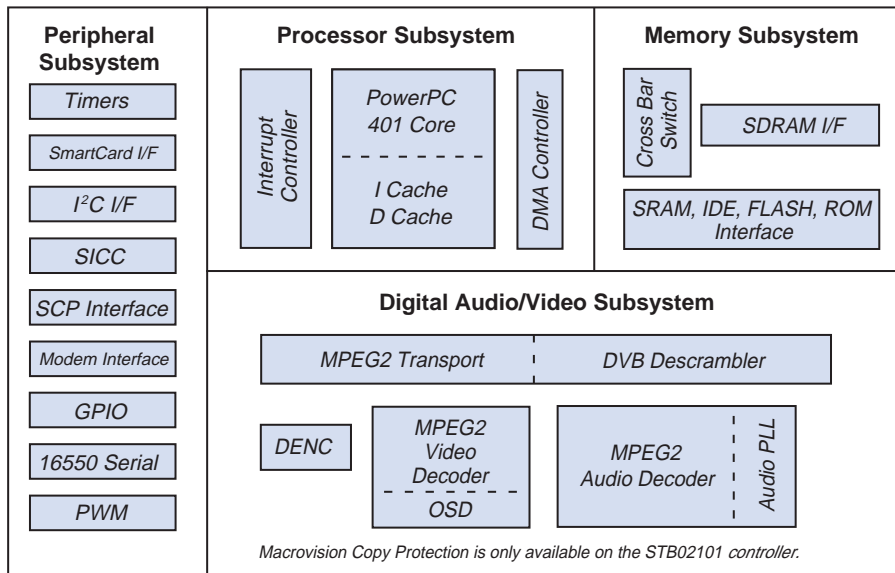 Peripheral
Subsystem
Timers
SmartCard I/F
I²C I/F
SICC
SCP Interface
Modem Interface
GPIO
16550 Serial
PWM
Processor Subsystem
Interrupt
Controller
PowerPC
401 Core
I Cache
D Cache
DMA Controller
Memory Subsystem
Cross Bar
Switch
SDRAM I/F
SRAM, IDE, FLASH, ROM
Interface
Digital Audio/Video Subsystem
MPEG2 Transport
DVB Descrambler
DENC
MPEG2
Video
Decoder
OSD
MPEG2
Audio Decoder
Audio PLL
Macrovision Copy Protection is only available on the STB02101 controller.